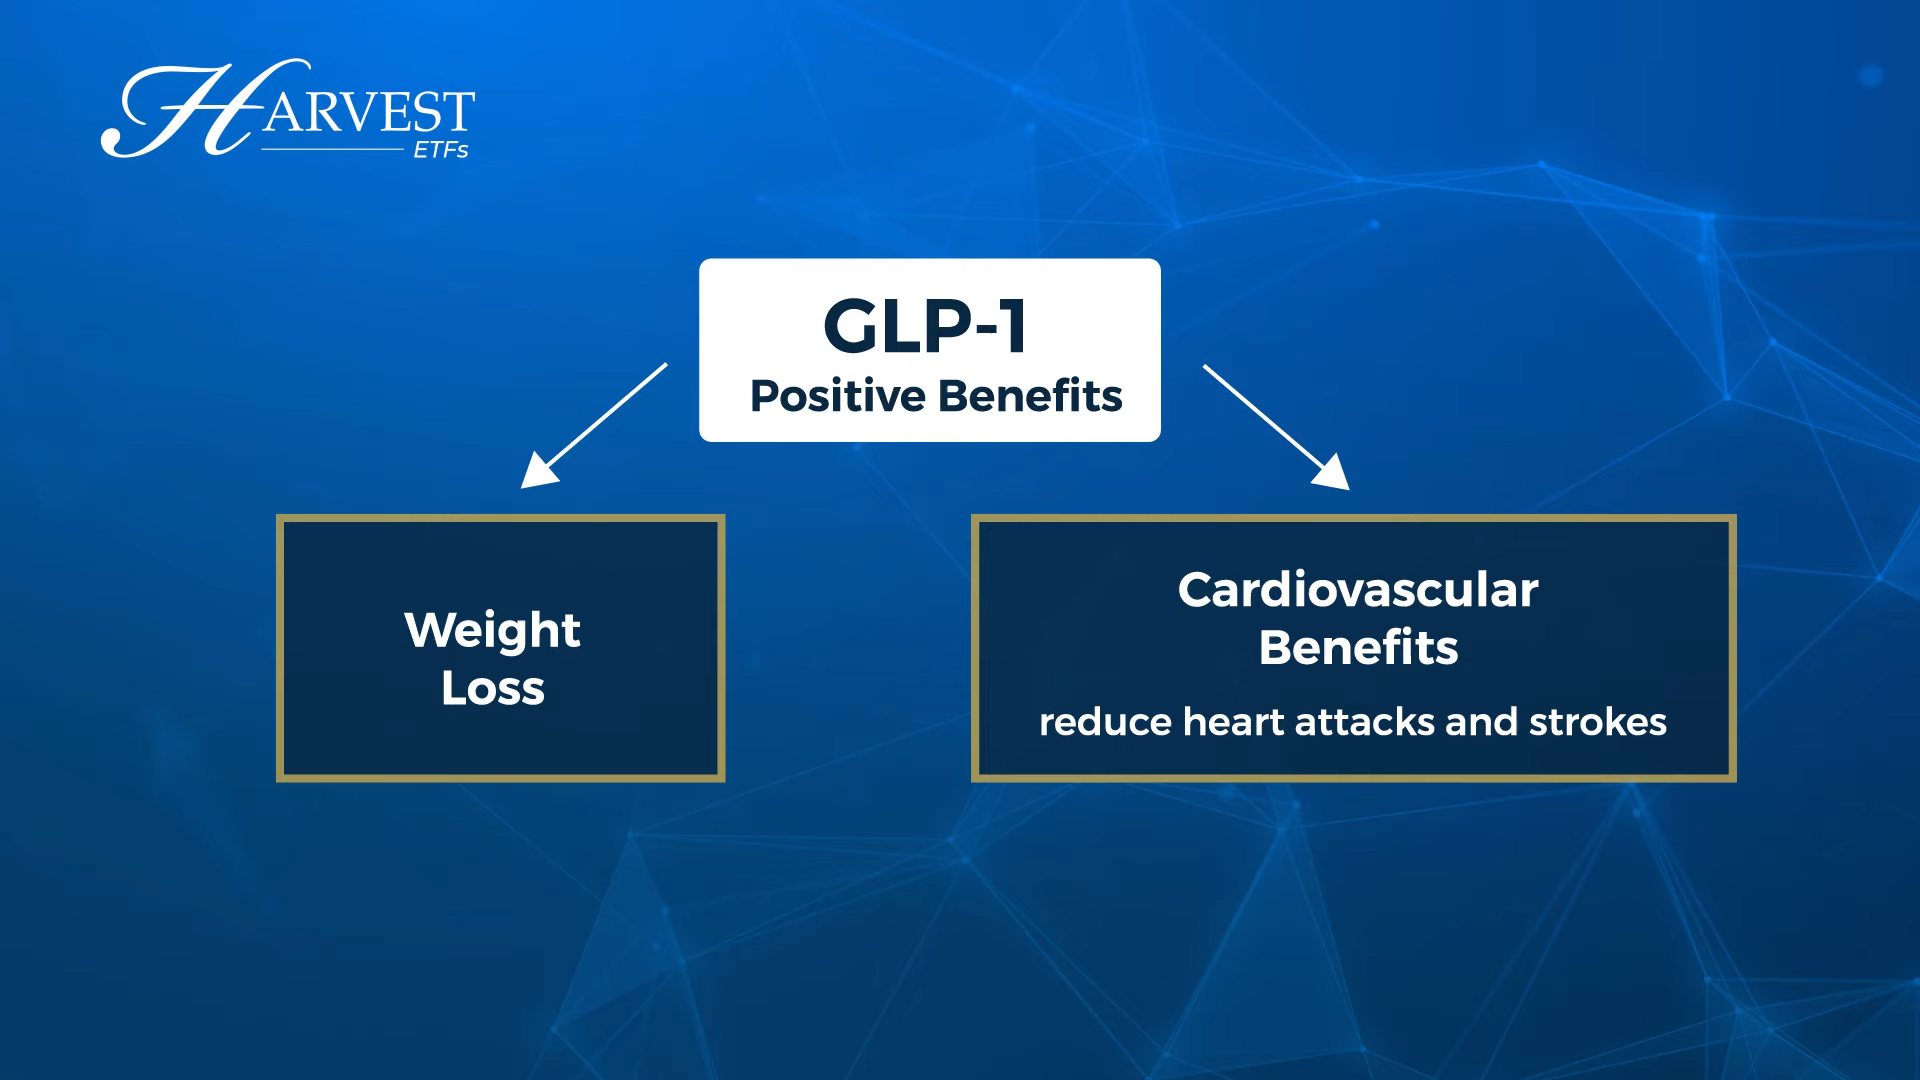 HARVEST
ETFs
GLP-1
Positive Benefits
Weight
Loss
Cardiovascular
Benefits
reduce heart attacks and strokes